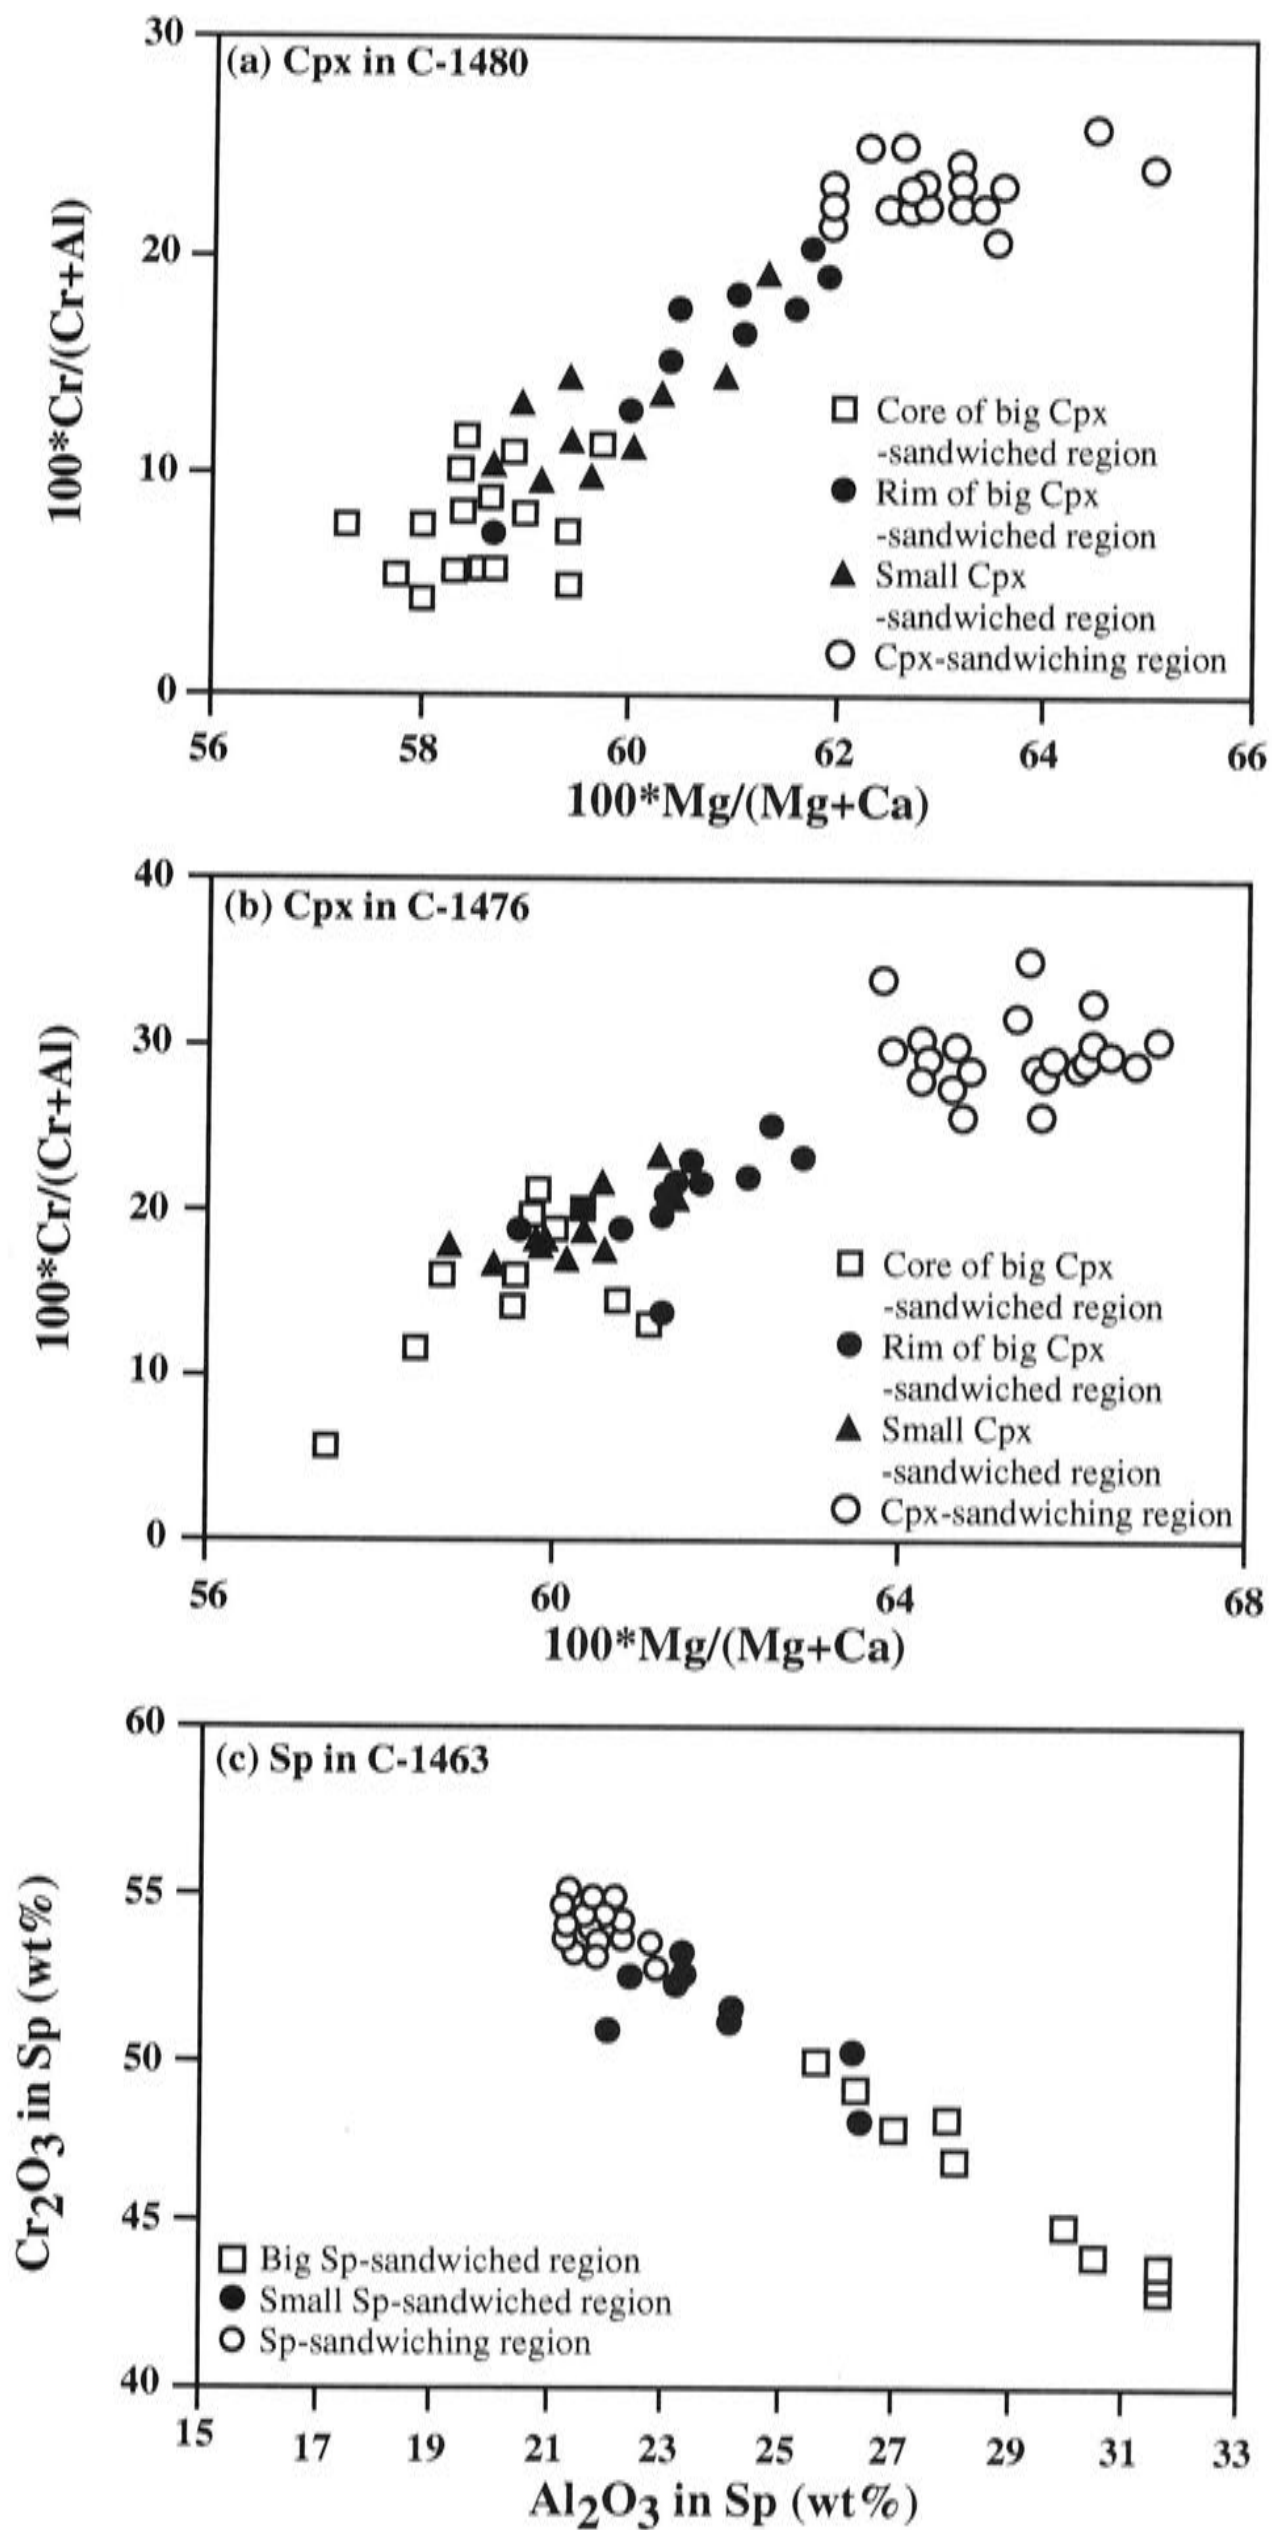 30
(a) Cpx in C-1480
20
10
0
100*Cr/(Cr+Al)
Core of big Cpx
-sandwiched region
Rim of big Cpx
-sandwiched region
Small Cpx
-sandwiched region
Cpx-sandwiching region
56 58 60 62 64 66
100*Mg/(Mg+Ca)
40
(b) Cpx in C-1476
30
20
10
0
100*Cr/(Cr+Al)
Core of big Cpx
-sandwiched region
Rim of big Cpx
-sandwiched region
Small Cpx
-sandwiched region
Cpx-sandwiching region
56 60 64 68
100*Mg/(Mg+Ca)
60
(c) Sp in C-1463
55
50
45
40
Cr2O3 in Sp (wt%)
Big Sp-sandwiched region
Small Sp-sandwiched region
Sp-sandwiching region
15 17 19 21 23 25 27 29 31 33
Al2O3 in Sp (wt%)